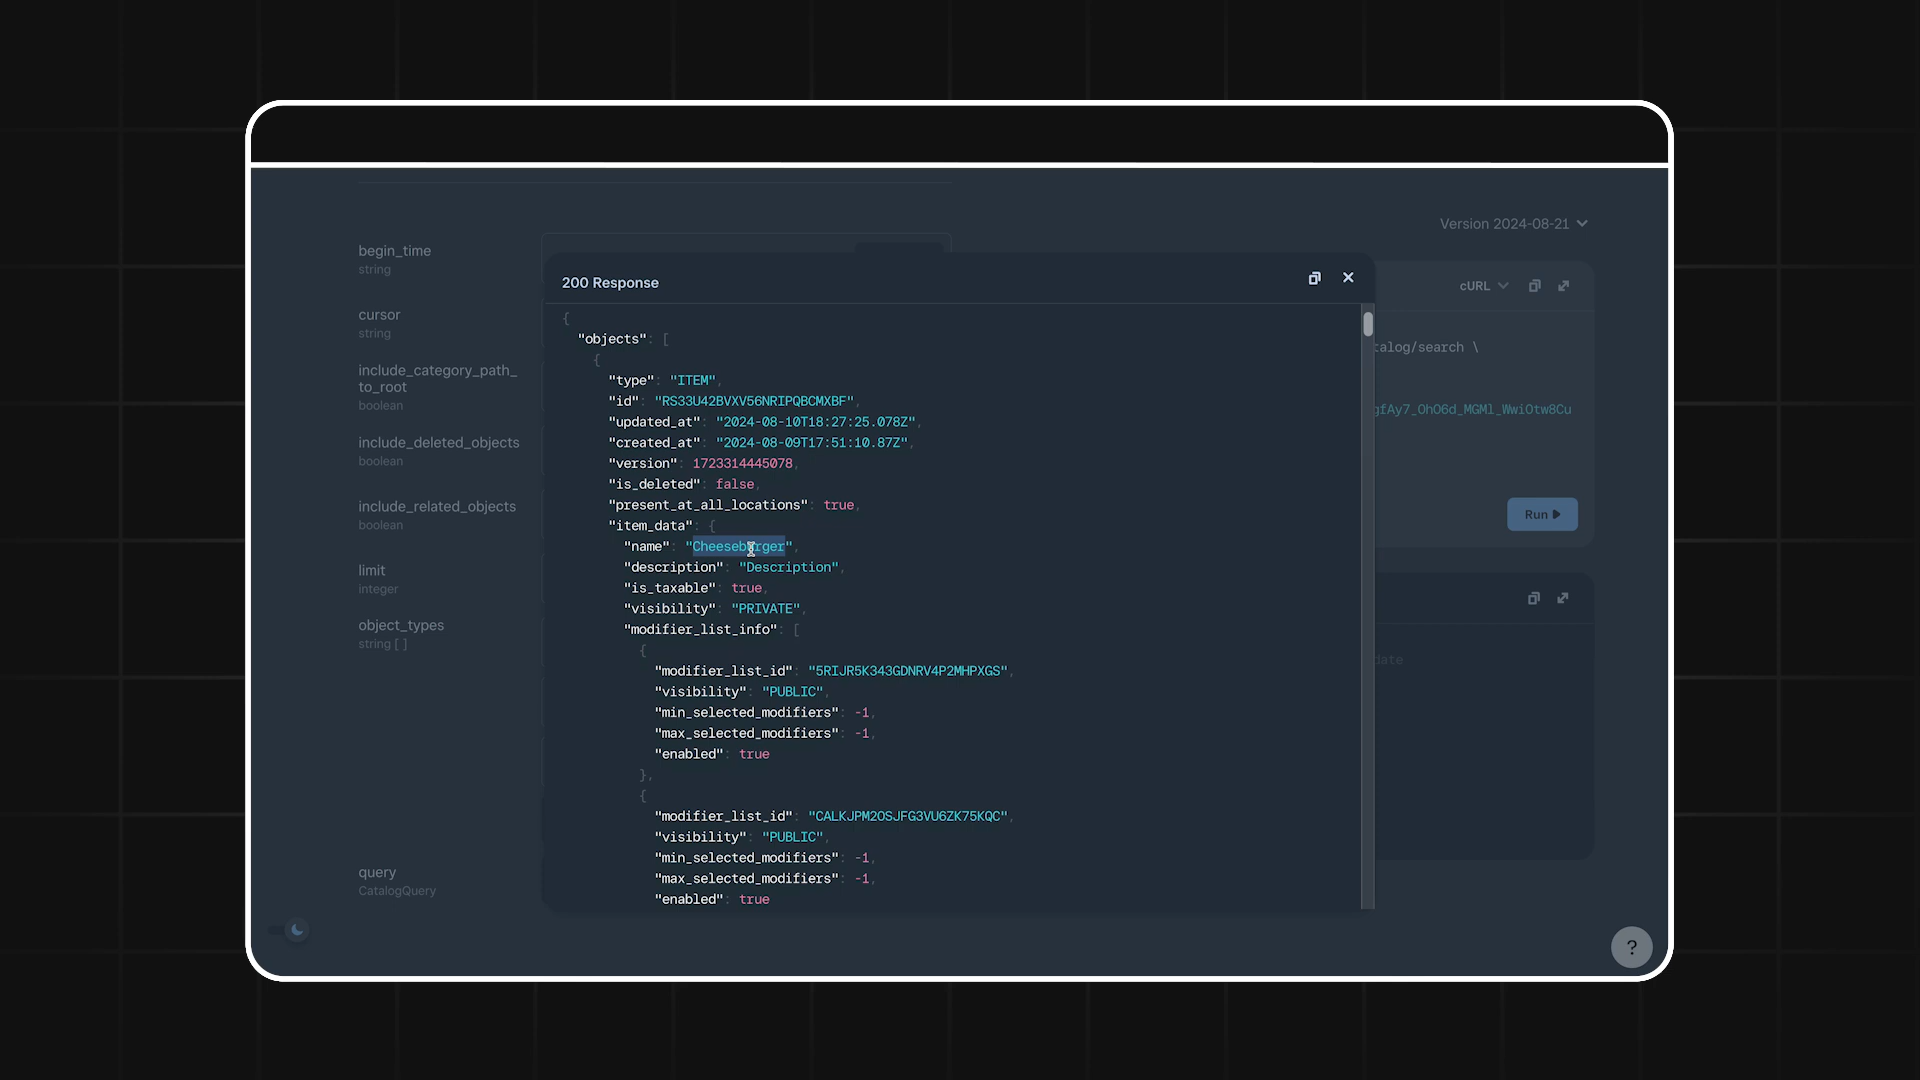 Version 2024-08-21
begin_time
string
cursor
string
include_category_path_
to_root
boolean
include_deleted_objects
boolean
include_related_objects
boolean
limit
integer
object_types
string [ ]
query
CatalogQuery
200 Response
{
"objects": [
{
"type": "ITEM",
"id": "RS33U42BVXV56NRIPQBCMXBF",
"updated_at": "2024-08-10T18:27:25.078Z",
"created_at": "2024-08-09T17:51:10.87Z",
"version": 1723314445078,
"is_deleted": false,
"present_at_all_locations": true,
"item_data": {
"name": "Cheeseburger",
"description": "Description",
"is_taxable": true,
"visibility": "PRIVATE",
"modifier_list_info": [
{
"modifier_list_id": "5RIJR5K343GDNRV4P2MHPXGS",
"visibility": "PUBLIC",
"min_selected_modifiers": -1,
"max_selected_modifiers": -1,
"enabled": true
},
{
"modifier_list_id": "CALKJPM2OSJFG3VU6ZK75KQC",
"visibility": "PUBLIC",
"min_selected_modifiers": -1,
"max_selected_modifiers": -1,
"enabled": true
cURL
talog/search \
gfAy7_OhO6d_MGMl_WwiOtw8Cu
Run
date
?